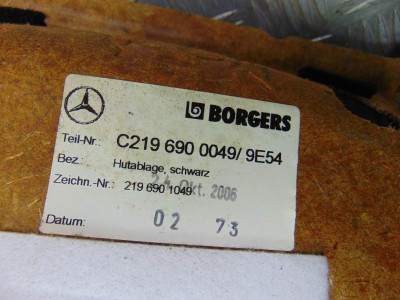 BORGERS
Teil-Nr.: C219 690 0049/ 9E54
Bez.: Hutablage, schwarz
24. Okt. 2006
Zeichn.-Nr.: 219 690 1049
Datum: 02 73